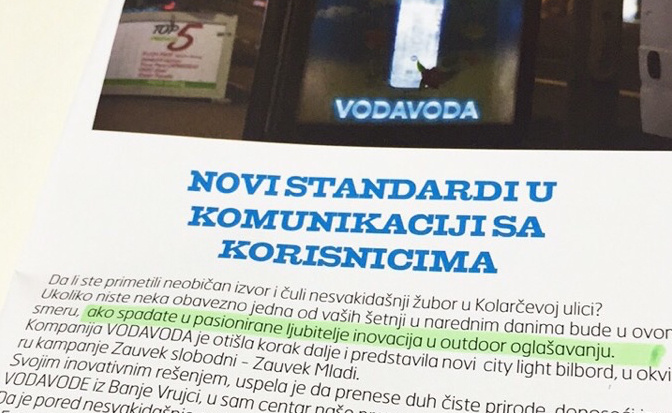 TOP
5
VODAVODA
NOVI STANDARDI U
KOMUNIKACIJI SA
KORISNICIMA
Da li ste primetili neobičan izvor i čuli nesvakidašnji žubor u Kolarčevoj ulici?
Ukoliko niste neka obavezno jedna od vaših šetnji u narednim danima bude u ovom
smeru, ako spadate u pasionirane ljubitelje inovacija u outdoor oglašavanju.
Kompanija VODAVODA je otišla korak dalje i predstavila novi city light bilbord, u okvi
ru kampanje Zauvek slobodni – Zauvek Mladi.
Svojim inovativnim rešenjem, uspela je da prenese duh čiste prirode,
VODAVODE iz Banje Vrujci, u sam centar
Da je pored